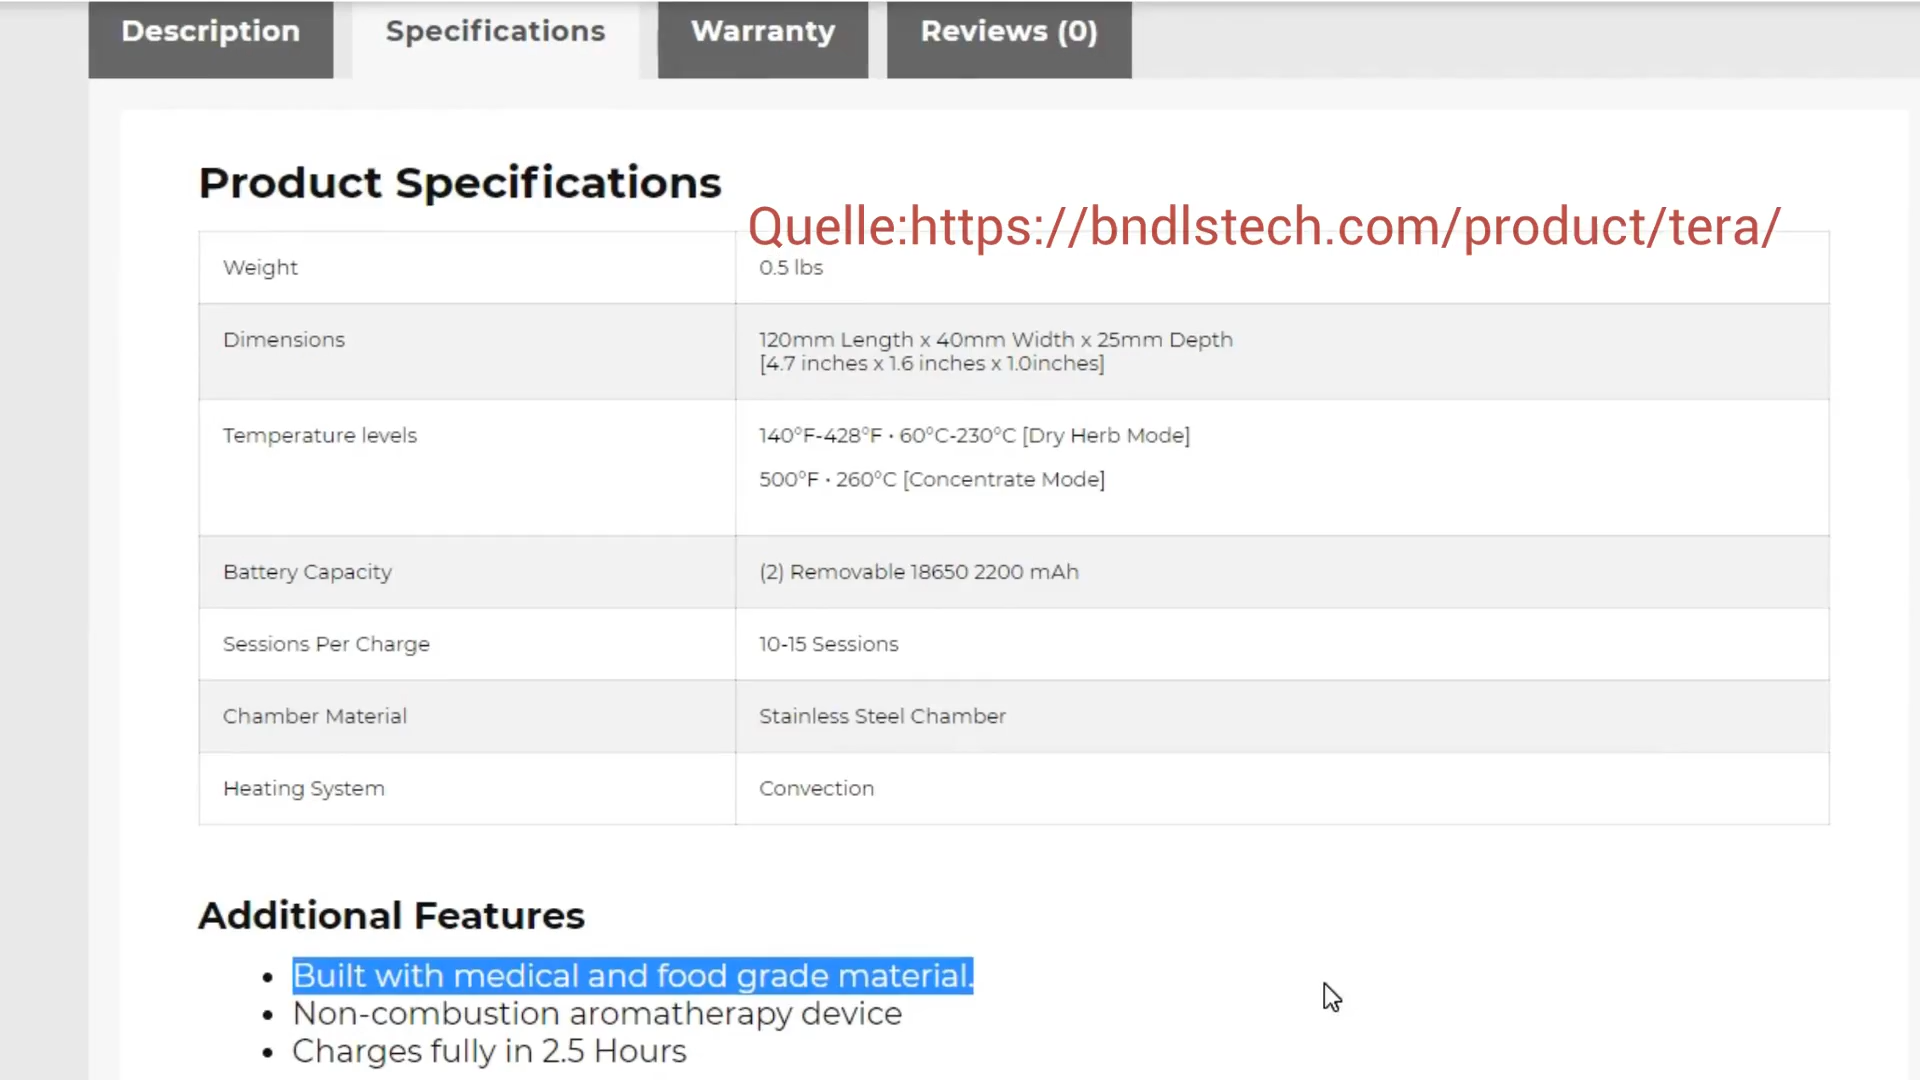 Description
Specifications
Warranty
Reviews (0)
Product Specifications
Quelle:https://bndlstech.com/product/tera/
Weight
0.5 lbs
Dimensions
120mm Length x 40mm Width x 25mm Depth
[4.7 inches x 1.6 inches x 1.0inches]
Temperature levels
140°F-428°F • 60°C-230°C [Dry Herb Mode]
500°F • 260°C [Concentrate Mode]
Battery Capacity
(2) Removable 18650 2200 mAh
Sessions Per Charge
10-15 Sessions
Chamber Material
Stainless Steel Chamber
Heating System
Convection
Additional Features
• Built with medical and food grade material.
• Non-combustion aromatherapy device
• Charges fully in 2.5 Hours